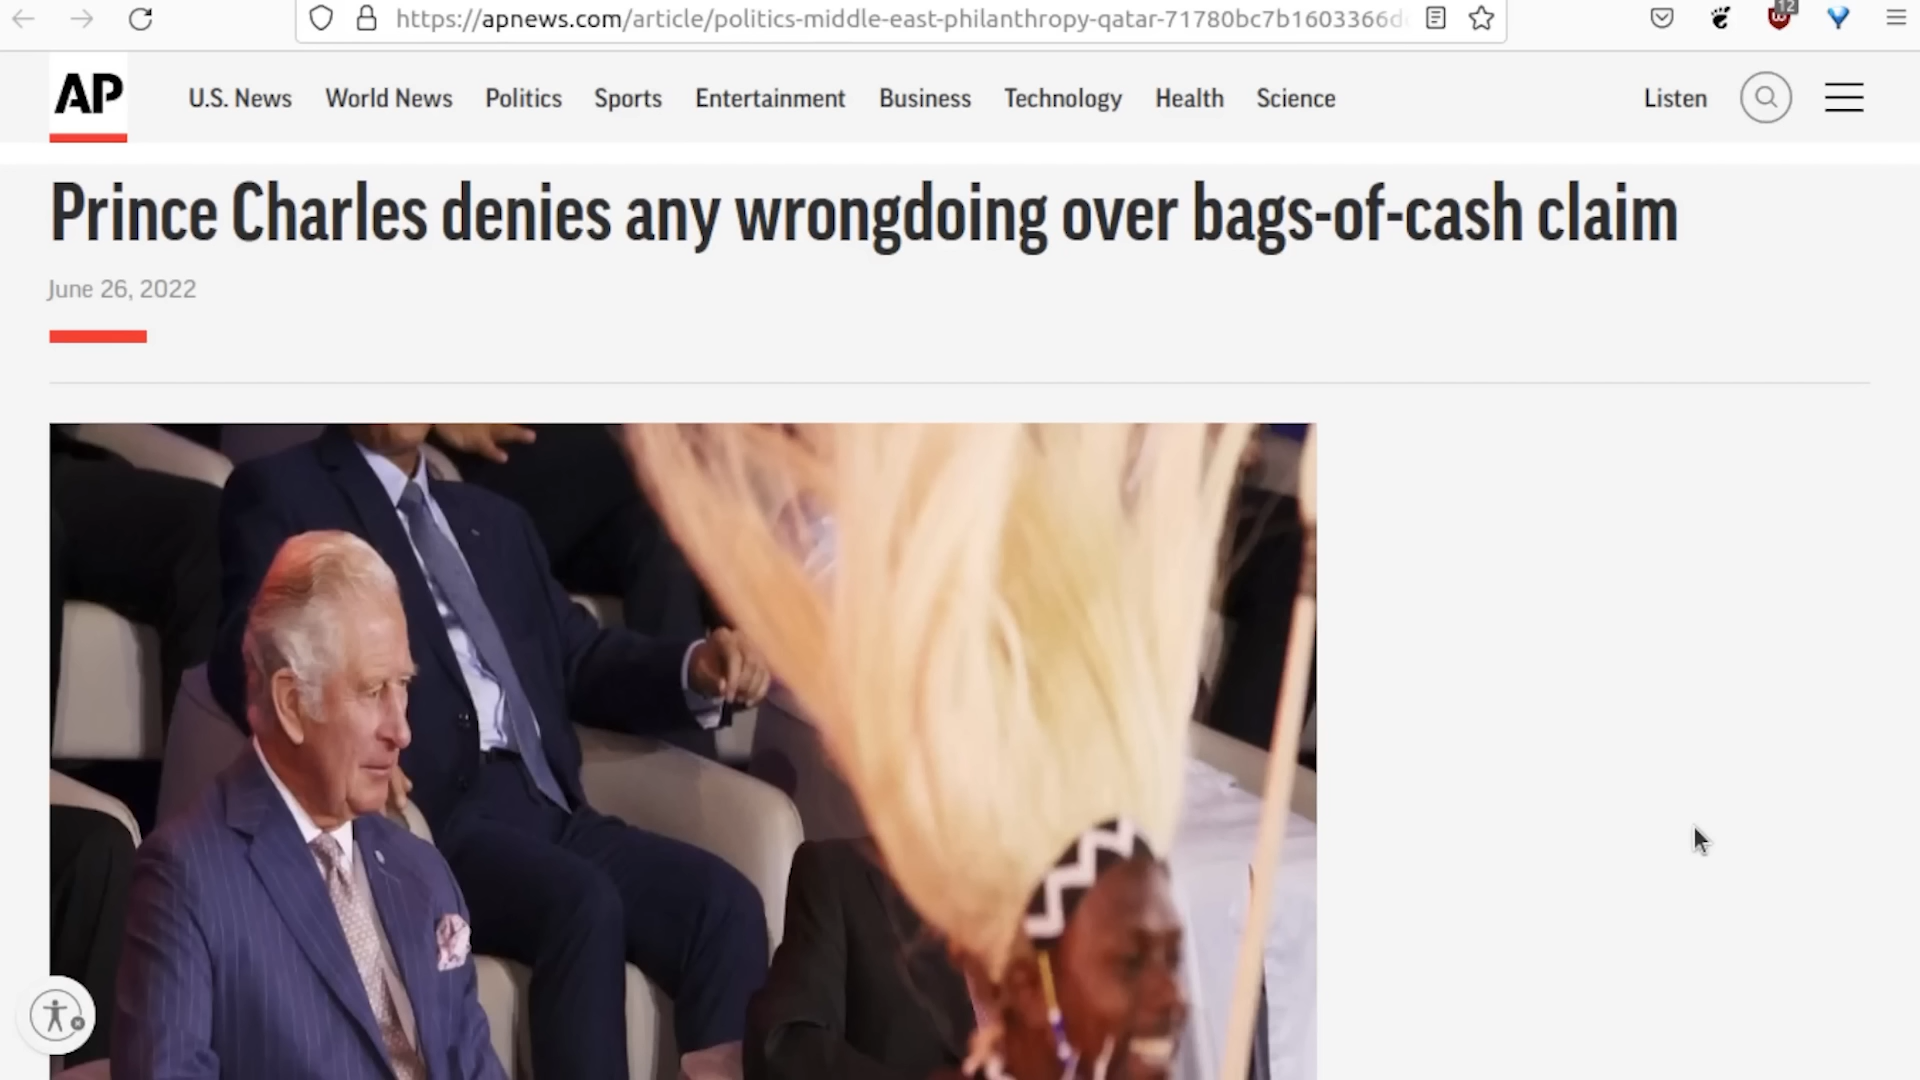 https://apnews.com/article/politics-middle-east-philanthropy-qatar-71780bc7b1603366d
12
AP
U.S. News World News Politics Sports Entertainment Business Technology Health Science Listen
Prince Charles denies any wrongdoing over bags-of-cash claim
June 26, 2022